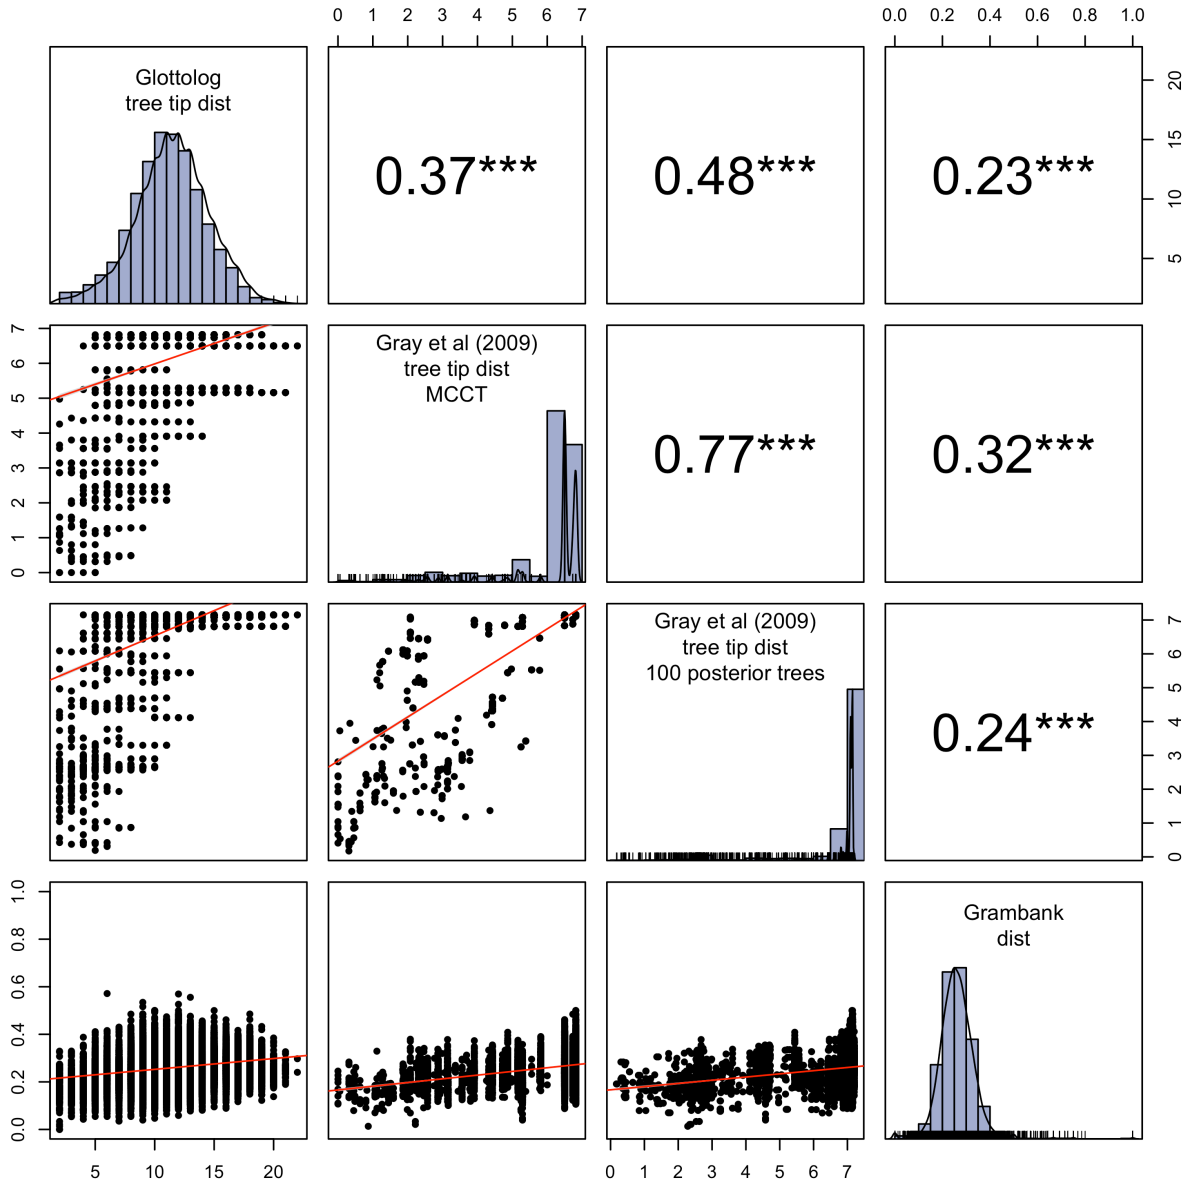 0 1 2 3 4 5 6 7
0.0 0.2 0.4 0.6 0.8 1.0
Glottolog
tree tip dist
0.37***
0.48***
0.23***
20
15
10
5
7
6
5
4
3
2
1
0
Gray et al (2009)
tree tip dist
MCCT
0.77***
0.32***
Gray et al (2009)
tree tip dist
100 posterior trees
0.24***
7
6
5
4
3
2
1
0
1.0
0.8
0.6
0.4
0.2
0.0
Grambank
dist
5 10 15 20
0 1 2 3 4 5 6 7